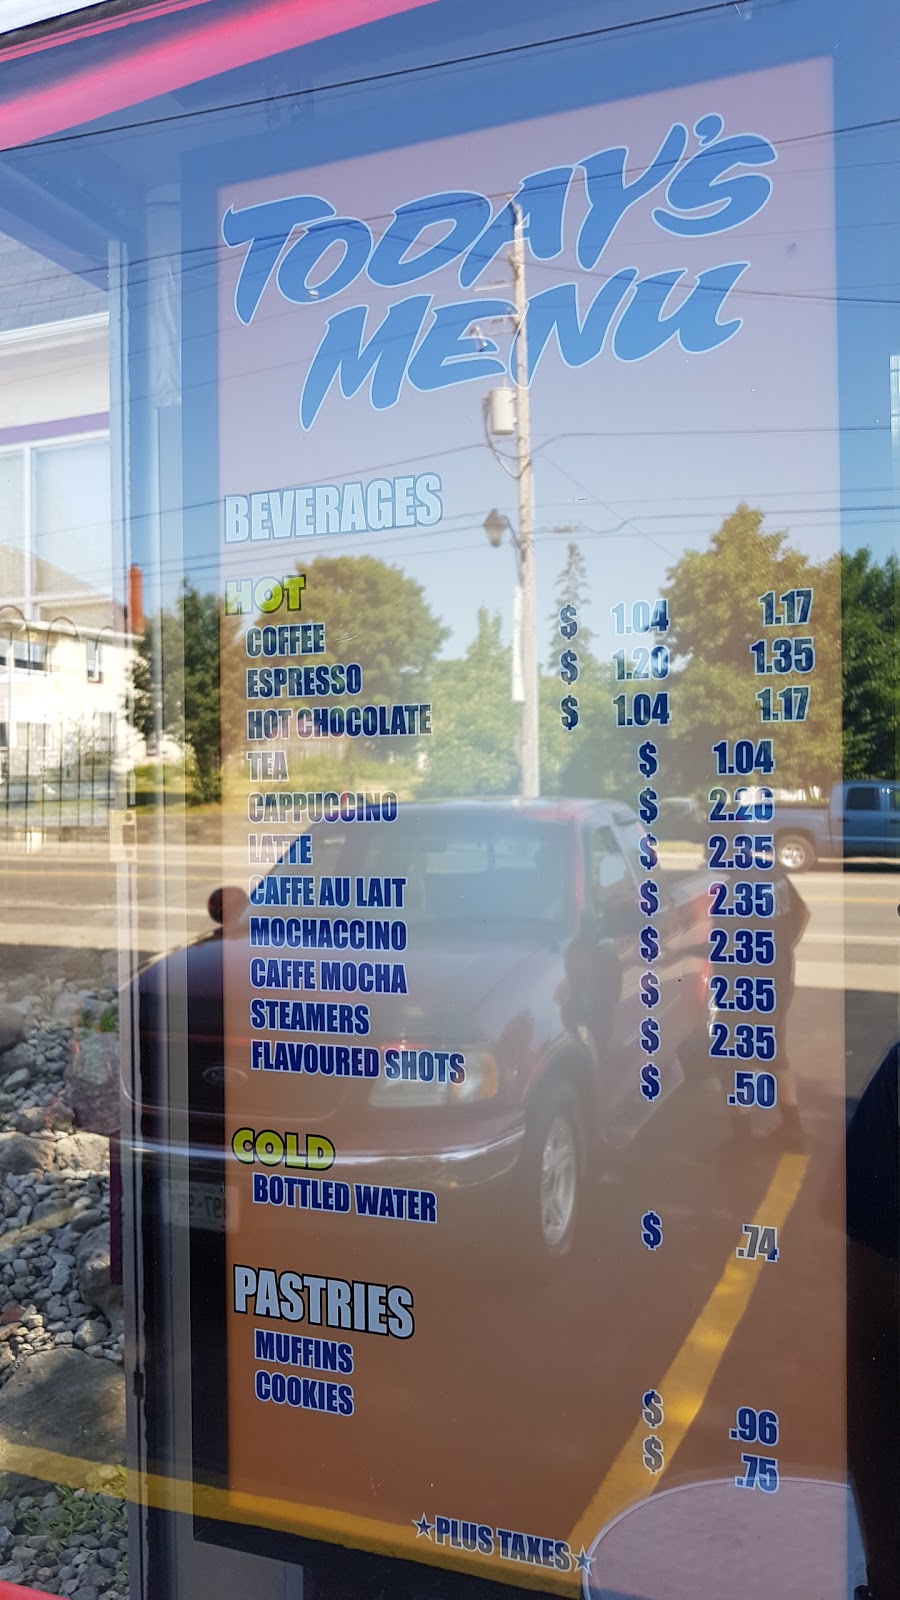 TODAY'S
MENU
BEVERAGES
HOT
COFFEE $ 1.04 1.17
ESPRESSO $ 1.20 1.35
HOT CHOCOLATE $ 1.04 1.17
TEA $ 1.04
CAPPUCCINO $ 2.26
LATTE $ 2.35
CAFFE AU LAIT $ 2.35
MOCHACCINO $ 2.35
CAFFE MOCHA $ 2.35
STEAMERS $ 2.35
FLAVOURED SHOTS $ .50
COLD
BOTTLED WATER $ .74
PASTRIES
MUFFINS $ .96
COOKIES $ .75
☆PLUS TAXES☆